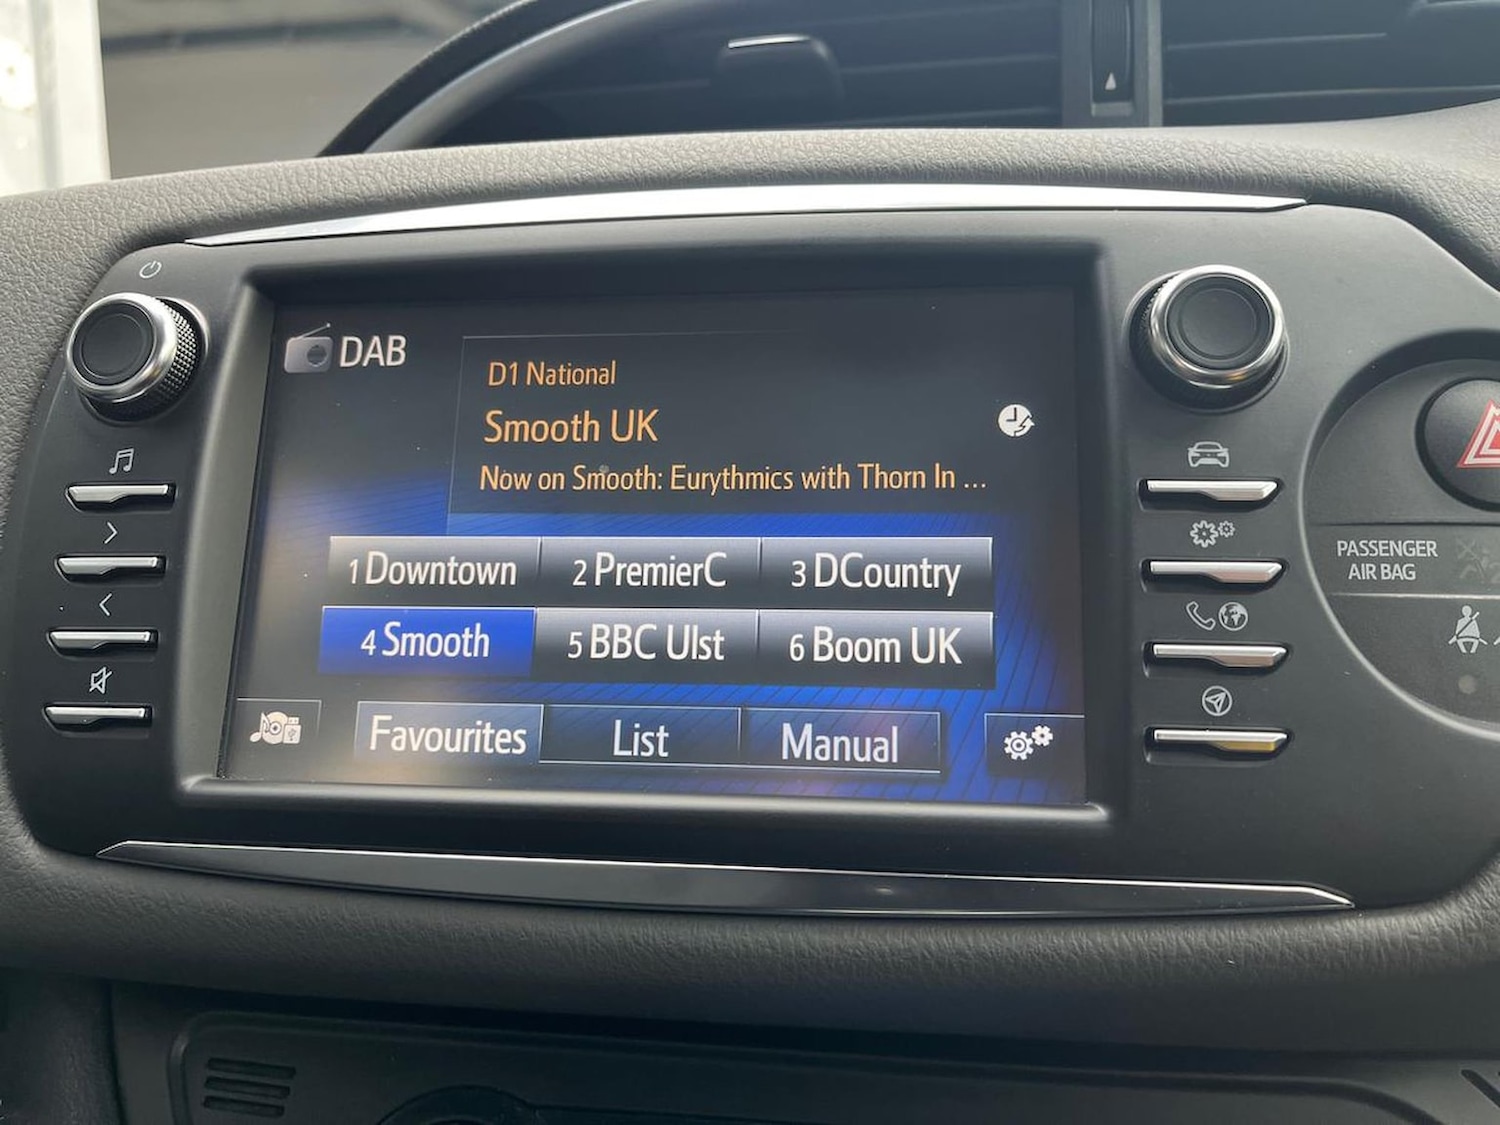 DAB
D1 National
Smooth UK
Now on Smooth: Eurythmics with Thorn In ...
1 Downtown 2 PremierC 3 DCountry
4 Smooth 5 BBC Ulst 6 Boom UK
Favourites List Manual
PASSENGER
AIR BAG